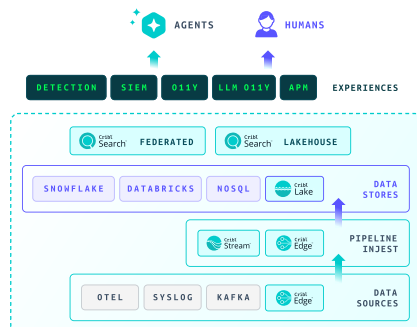 AGENTS
HUMANS
DETECTION
SIEM
O11Y
LLM O11Y
APM
EXPERIENCES
Cribl
Search
FEDERATED
Cribl
Search
LAKEHOUSE
SNOWFLAKE
DATABRICKS
NOSQL
Cribl
Lake
DATA
STORES
Cribl
Stream
Cribl
Edge
PIPELINE
INJEST
OTEL
SYSLOG
KAFKA
Cribl
Edge
DATA
SOURCES